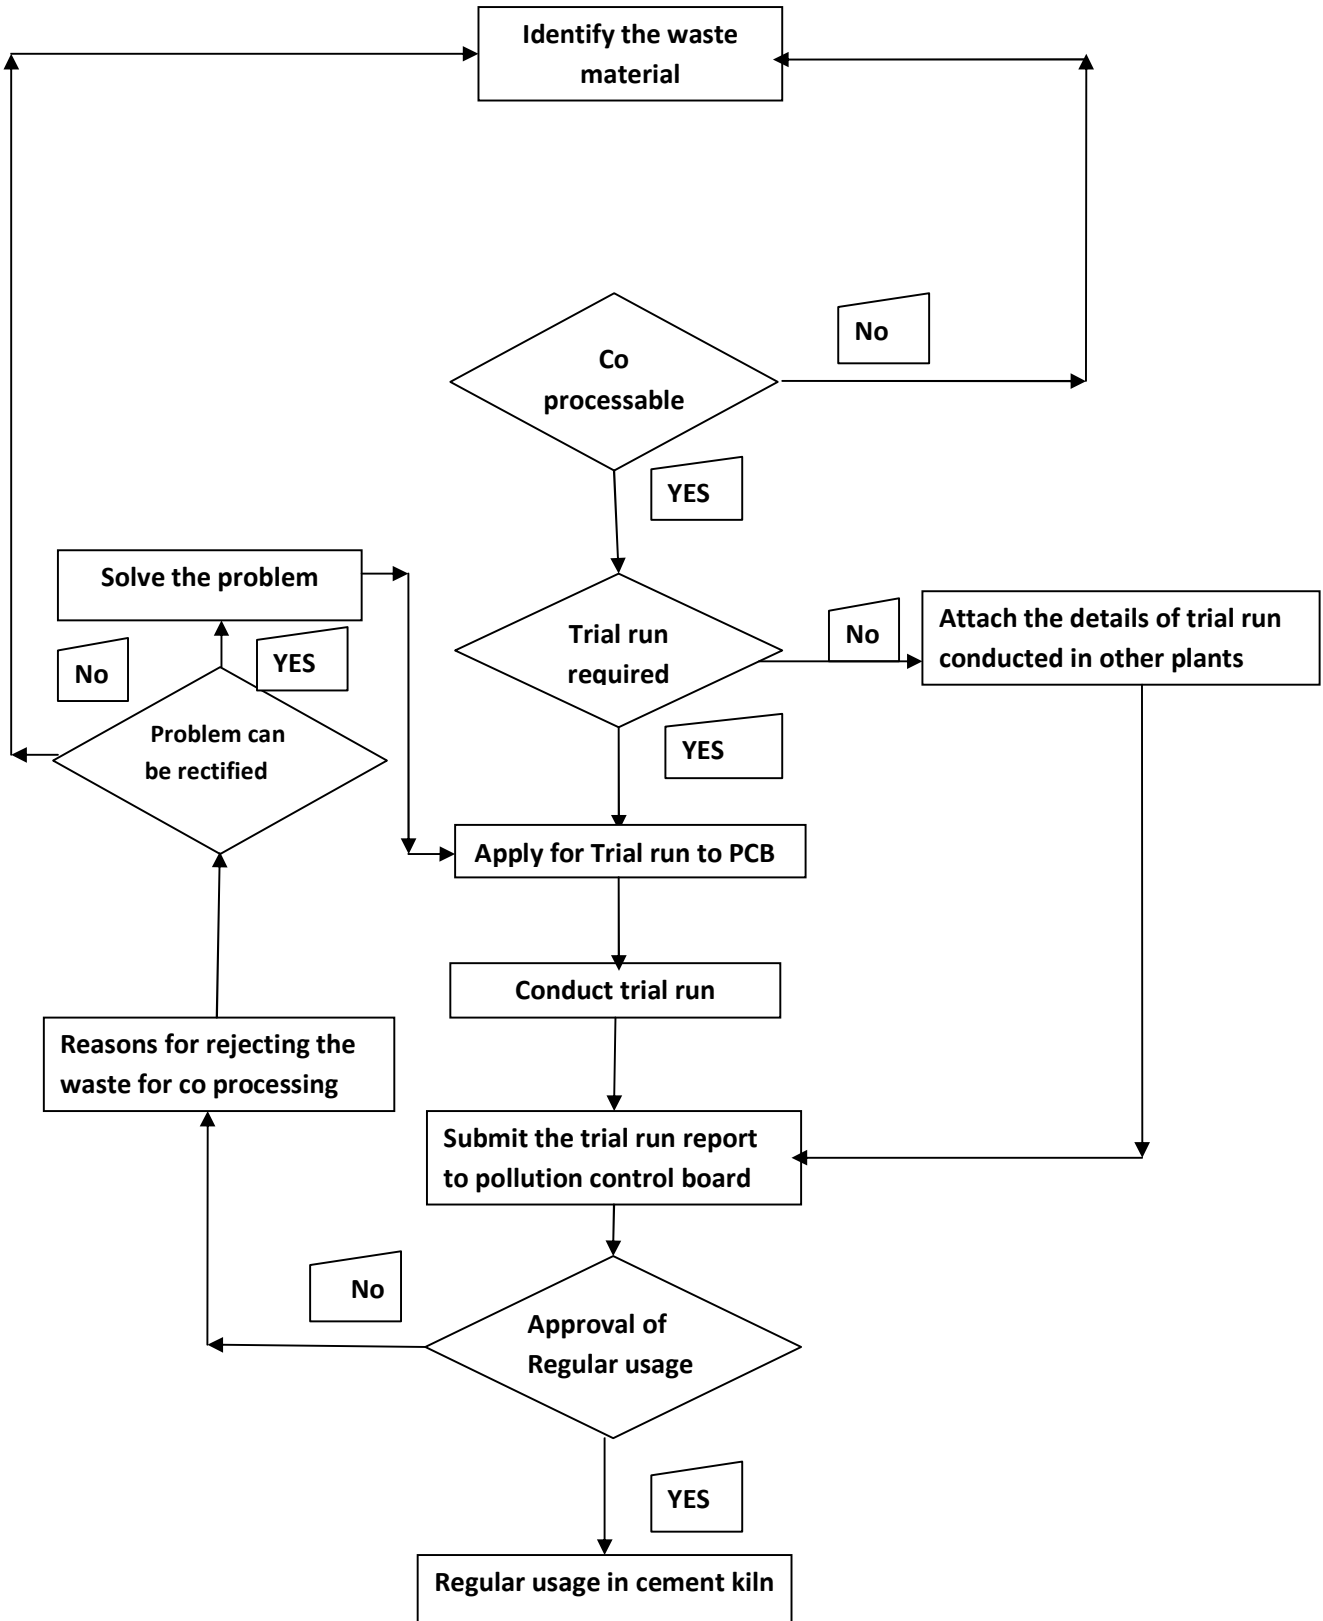 Identify the waste
material
No
Co
processable
YES
Solve the problem
Trial run
required
No
Attach the details of trial run
conducted in other plants
No
YES
Problem can
be rectified
YES
Apply for Trial run to PCB
Conduct trial run
Reasons for rejecting the
waste for co processing
Submit the trial run report
to pollution control board
No
Approval of
Regular usage
YES
Regular usage in cement kiln